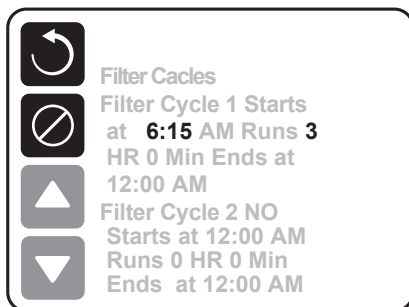 Filter Cacles
Filter Cycle 1 Starts
at 6:15 AM Runs 3
HR 0 Min Ends at
12:00 AM
Filter Cycle 2 NO
Starts at 12:00 AM
Runs 0 HR 0 Min
Ends at 12:00 AM